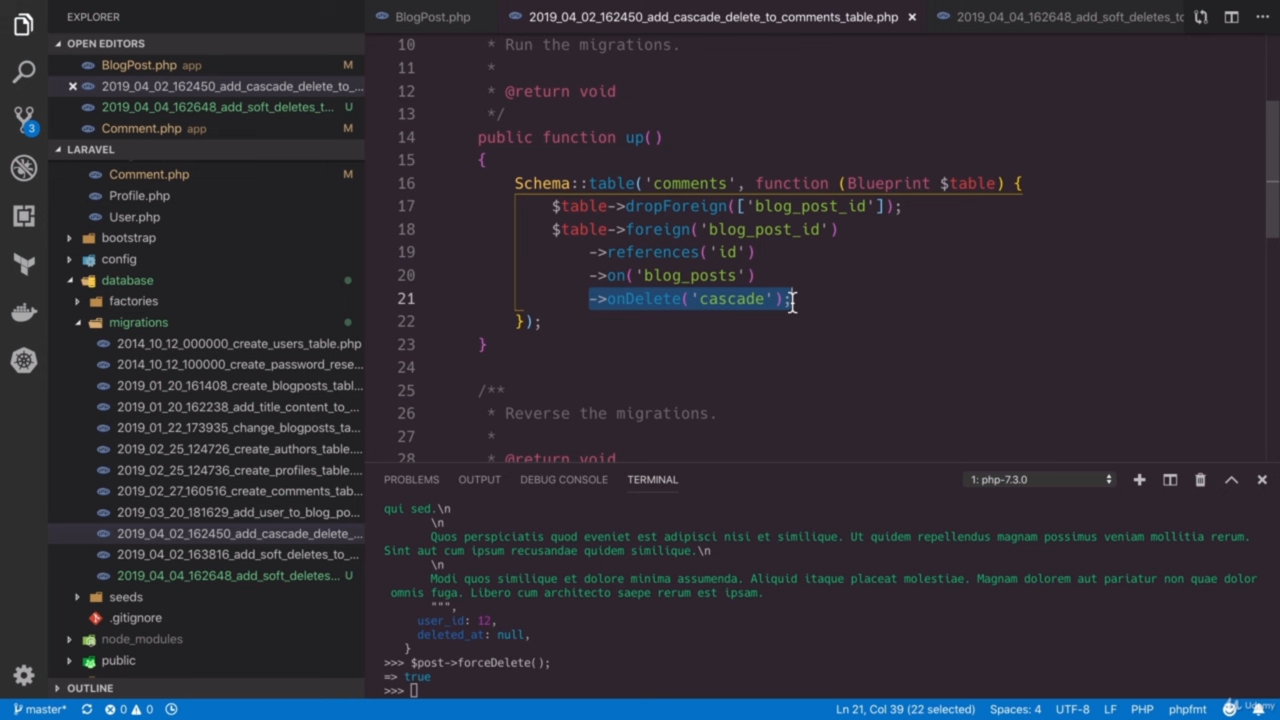 EXPLORER
OPEN EDITORS
BlogPost.php app M
2019_04_02_162450_add_cascade_delete_to_...
2019_04_04_162648_add_soft_deletes_t... U
Comment.php app M
LARAVEL
Comment.php M
Profile.php
User.php
bootstrap
config
database
factories
migrations
2014_10_12_000000_create_users_table.php
2014_10_12_100000_create_password_rese...
2019_01_20_161408_create_blogposts_tabl...
2019_01_20_162238_add_title_content_to_...
2019_01_22_173935_change_blogposts_ta...
2019_02_25_124726_create_authors_table....
2019_02_25_124736_create_profiles_table....
2019_02_27_160516_create_comments_tab...
2019_03_20_181629_add_user_to_blog_po...
2019_04_02_162450_add_cascade_delete_...
2019_04_02_163816_add_soft_deletes_to_...
2019_04_04_162648_add_soft_deletes... U
seeds
.gitignore
node_modules
public
OUTLINE
3
BlogPost.php
2019_04_02_162450_add_cascade_delete_to_comments_table.php
2019_04_04_162648_add_soft_deletes_to
10 * Run the migrations.
11 *
12 * @return void
13 */
14 public function up()
15 {
16 Schema::table('comments', function (Blueprint $table) {
17 $table->dropForeign(['blog_post_id']);
18 $table->foreign('blog_post_id')
19 ->references('id')
20 ->on('blog_posts')
21 ->onDelete('cascade');
22 });
23 }
24
25 /**
26 * Reverse the migrations.
27 *
28 * @return void
PROBLEMS OUTPUT DEBUG CONSOLE TERMINAL 1: php-7.3.0
qui sed.\n
\n
Quos perspiciatis quod eveniet est adipisci nisi et similique. Ut quidem repellendus magnam possimus veniam mollitia rerum.
Sint aut cum ipsum recusandae quidem similique.\n
\n
Modi quos similique et dolore minima assumenda. Aliquid itaque placeat molestiae. Magnam dolorem aut pariatur non quae dolor
omnis fuga. Libero cum architecto saepe rerum est ipsam.
""",
user_id: 12,
deleted_at: null,
}
>>> $post->forceDelete();
=> true
>>>
master* 0 0 Ln 21, Col 39 (22 selected) Spaces: 4 UTF-8 LF PHP phpfmt
Udemy